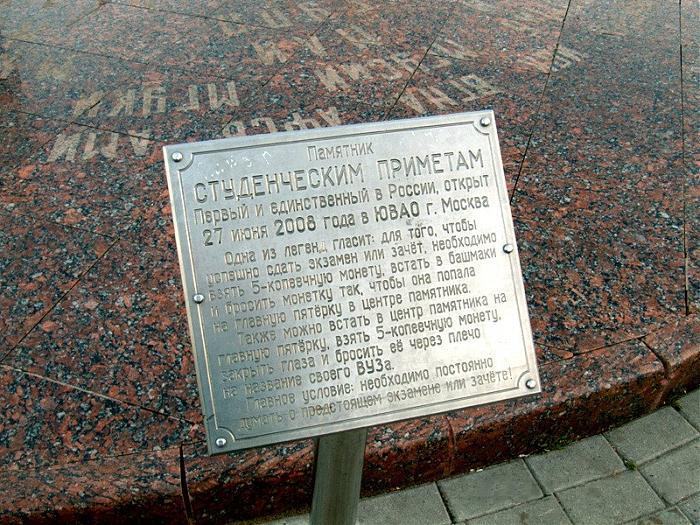 Памятник
СТУДЕНЧЕСКИМ ПРИМЕТАМ
Первый и единственный в России, открыт
27 июня 2008 года в ЮВАО г. Москва
Одна из легенд гласит: для того, чтобы
успешно сдать экзамен или зачёт, необходимо
взять 5-копеечную монету, встать в башмаки
и бросить монетку так, чтобы она попала
на главную пятёрку в центре памятника.
Также можно встать в центр памятника на
главную пятёрку, взять 5-копеечную монету,
закрыть глаза и бросить её через плечо
на название своего ВУЗа.
Главное условие: необходимо постоянно
думать о предстоящем экзамене или зачёте!